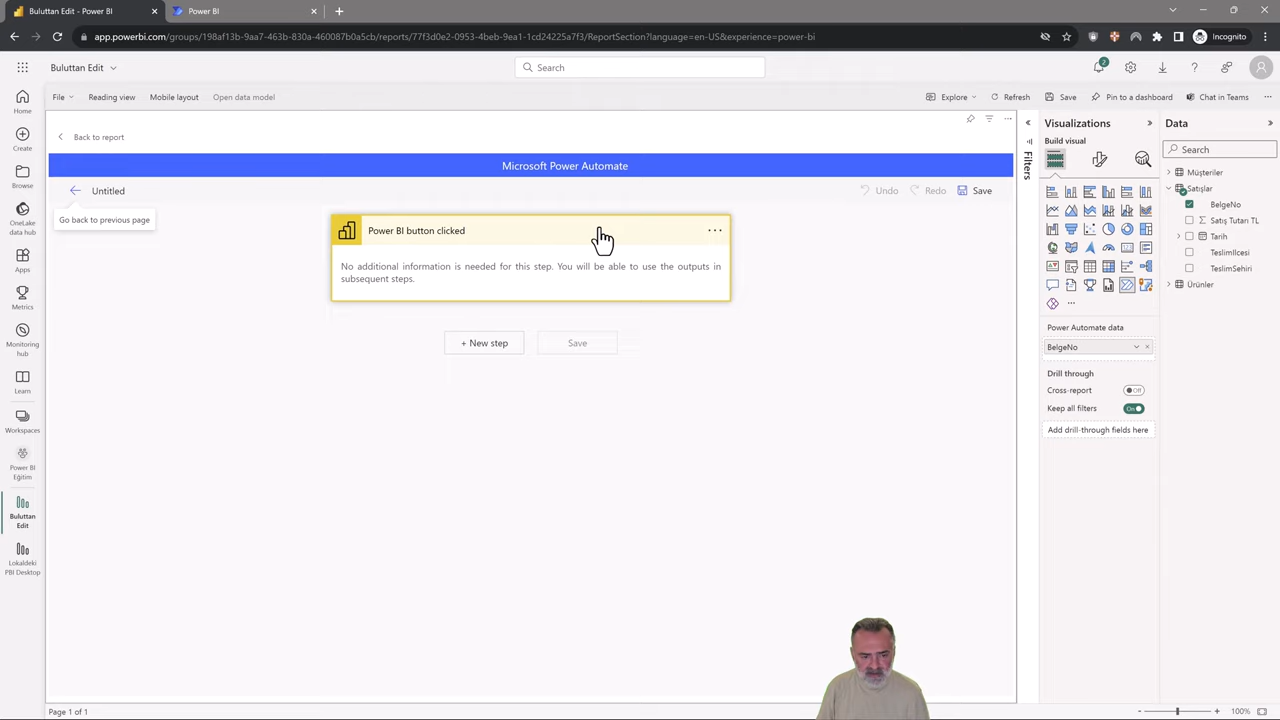 Buluttan Edit - Power BI
Power BI
app.powerbi.com/groups/198af13b-9aa7-463b-830a-460087b0a5cb/reports/77f3d0e2-0953-4beb-9ea1-1cd24225a7f3/ReportSection?language=en-US&experience=power-bi
Incognito
Buluttan Edit
Search
2
File
Reading view
Mobile layout
Open data model
Explore
Refresh
Save
Pin to a dashboard
Chat in Teams
Home
Create
Browse
OneLake data hub
Apps
Metrics
Monitoring hub
Learn
Workspaces
Power BI Eğitim
Buluttan Edit
Lokaldeki PBI Desktop
Back to report
Microsoft Power Automate
Untitled
Undo
Redo
Save
Go back to previous page
Power BI button clicked
No additional information is needed for this step. You will be able to use the outputs in
subsequent steps.
+ New step
Save
Filters
Visualizations
Build visual
Power Automate data
BelgeNo
Drill through
Cross-report
Off
Keep all filters
On
Add drill-through fields here
Data
Search
Müşteriler
Satışlar
BelgeNo
Satış Tutarı TL
Tarih
TeslimIlcesi
TeslimSehiri
Ürünler
Page 1 of 1
100%